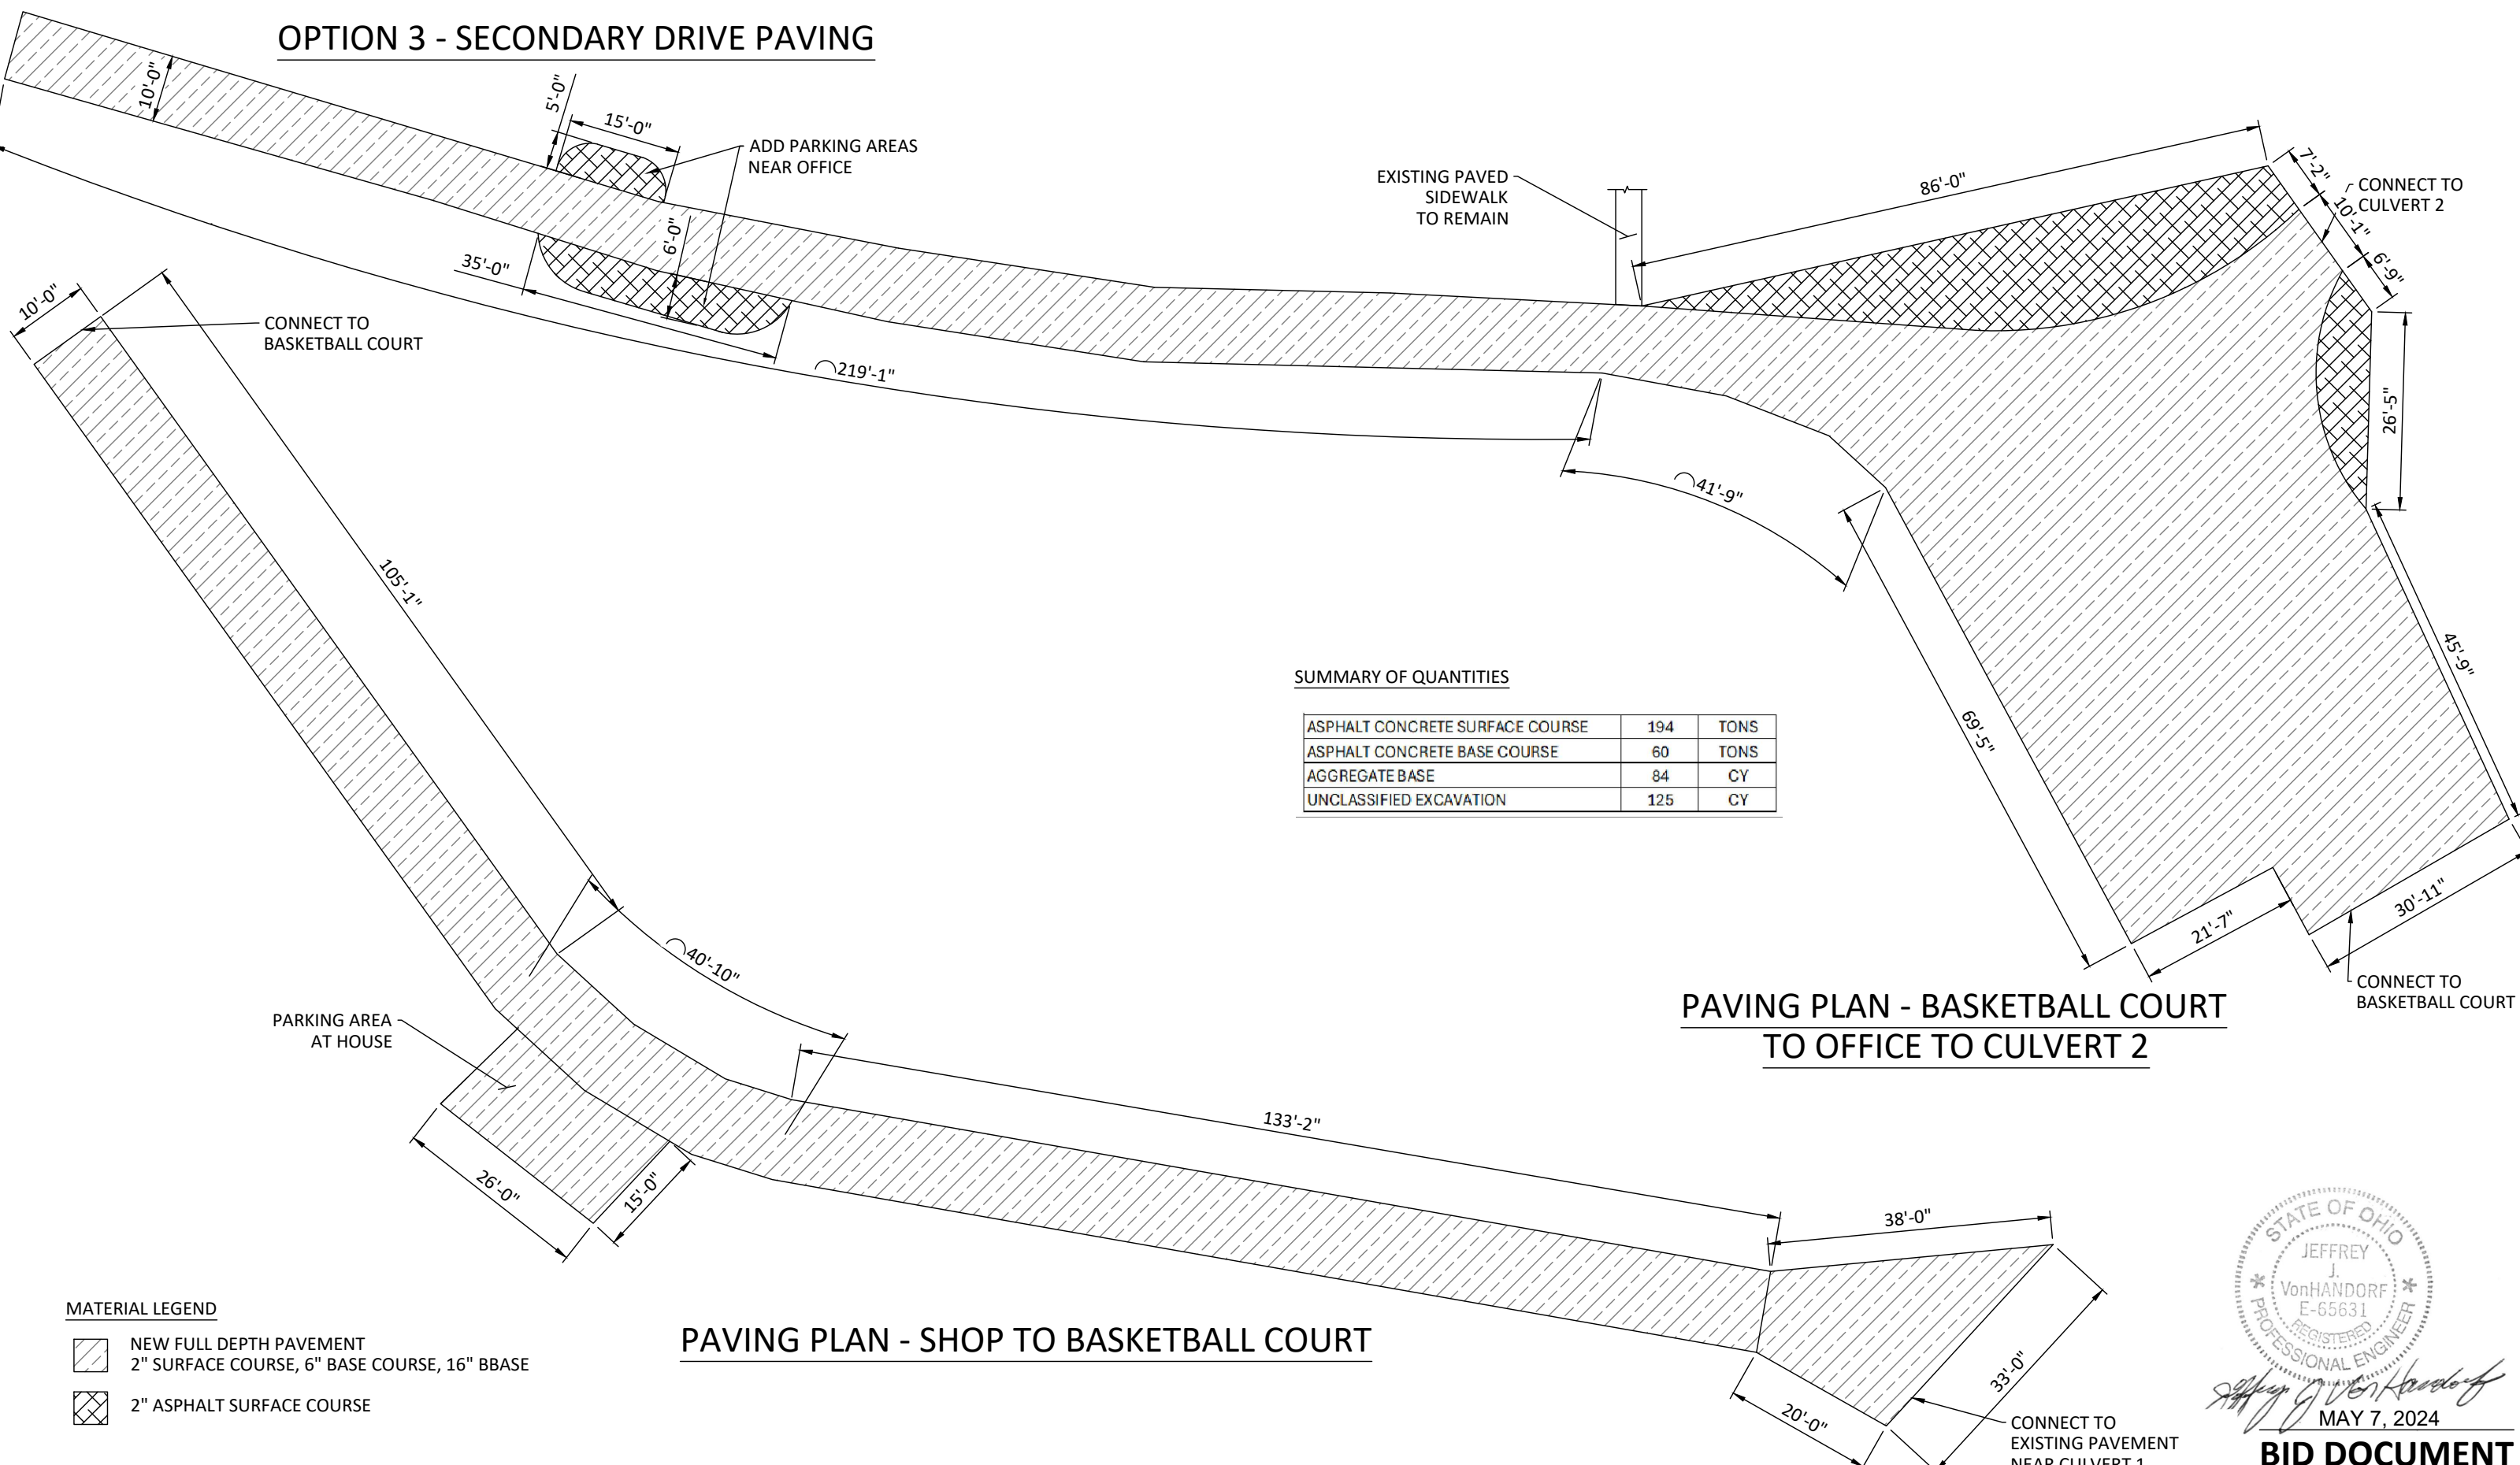 OPTION 3 - SECONDARY DRIVE PAVING
10'-0"
5'-0"
15'-0"
ADD PARKING AREAS
NEAR OFFICE
6'-0"
35'-0"
219'-1"
EXISTING PAVED
SIDEWALK
TO REMAIN
86'-0"
7'-2"
CONNECT TO
CULVERT 2
10'-1"
6'-9"
26'-5"
45'-9"
41'-9"
69'-5"
21'-7"
30'-11"
CONNECT TO
BASKETBALL COURT
PAVING PLAN - BASKETBALL COURT
TO OFFICE TO CULVERT 2
10'-0"
CONNECT TO
BASKETBALL COURT
105'-1"
40'-10"
SUMMARY OF QUANTITIES
ASPHALT CONCRETE SURFACE COURSE 194 TONS
ASPHALT CONCRETE BASE COURSE 60 TONS
AGGREGATE BASE 84 CY
UNCLASSIFIED EXCAVATION 125 CY
PARKING AREA
AT HOUSE
26'-0"
15'-0"
133'-2"
38'-0"
33'-0"
20'-0"
CONNECT TO
EXISTING PAVEMENT
NEAR CULVERT 1
PAVING PLAN - SHOP TO BASKETBALL COURT
MATERIAL LEGEND
NEW FULL DEPTH PAVEMENT
2" SURFACE COURSE, 6" BASE COURSE, 16" BBASE
2" ASPHALT SURFACE COURSE
STATE OF OHIO
JEFFREY
J.
VonHANDORF
E-65631
REGISTERED
PROFESSIONAL ENGINEER
Jeffrey J VonHandorf
MAY 7, 2024
BID DOCUMENT